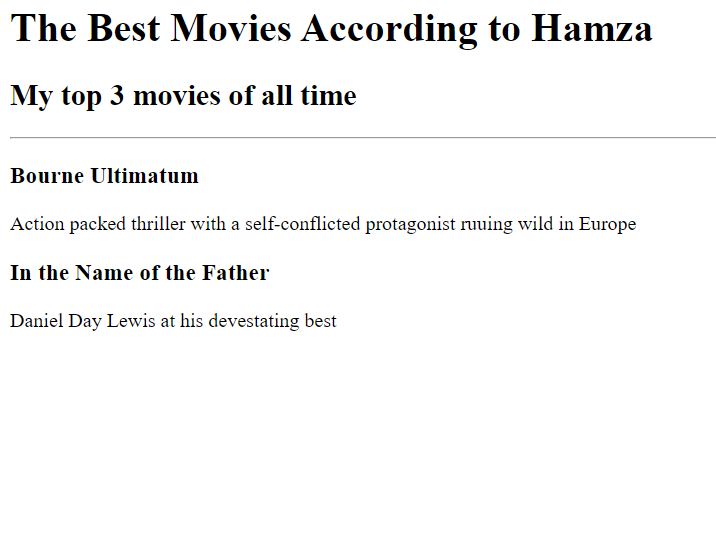 The Best Movies According to Hamza
My top 3 movies of all time
Bourne Ultimatum
Action packed thriller with a self-conflicted protagonist ruuing wild in Europe
In the Name of the Father
Daniel Day Lewis at his devestating best